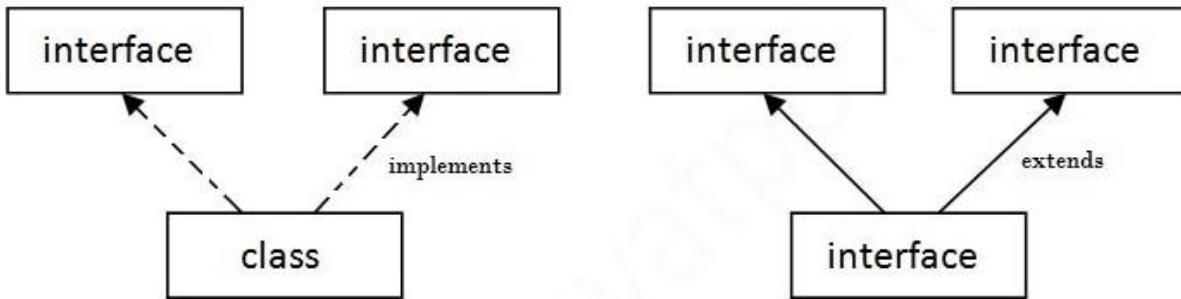 interface
interface
interface
interface
implements
extends
class
interface